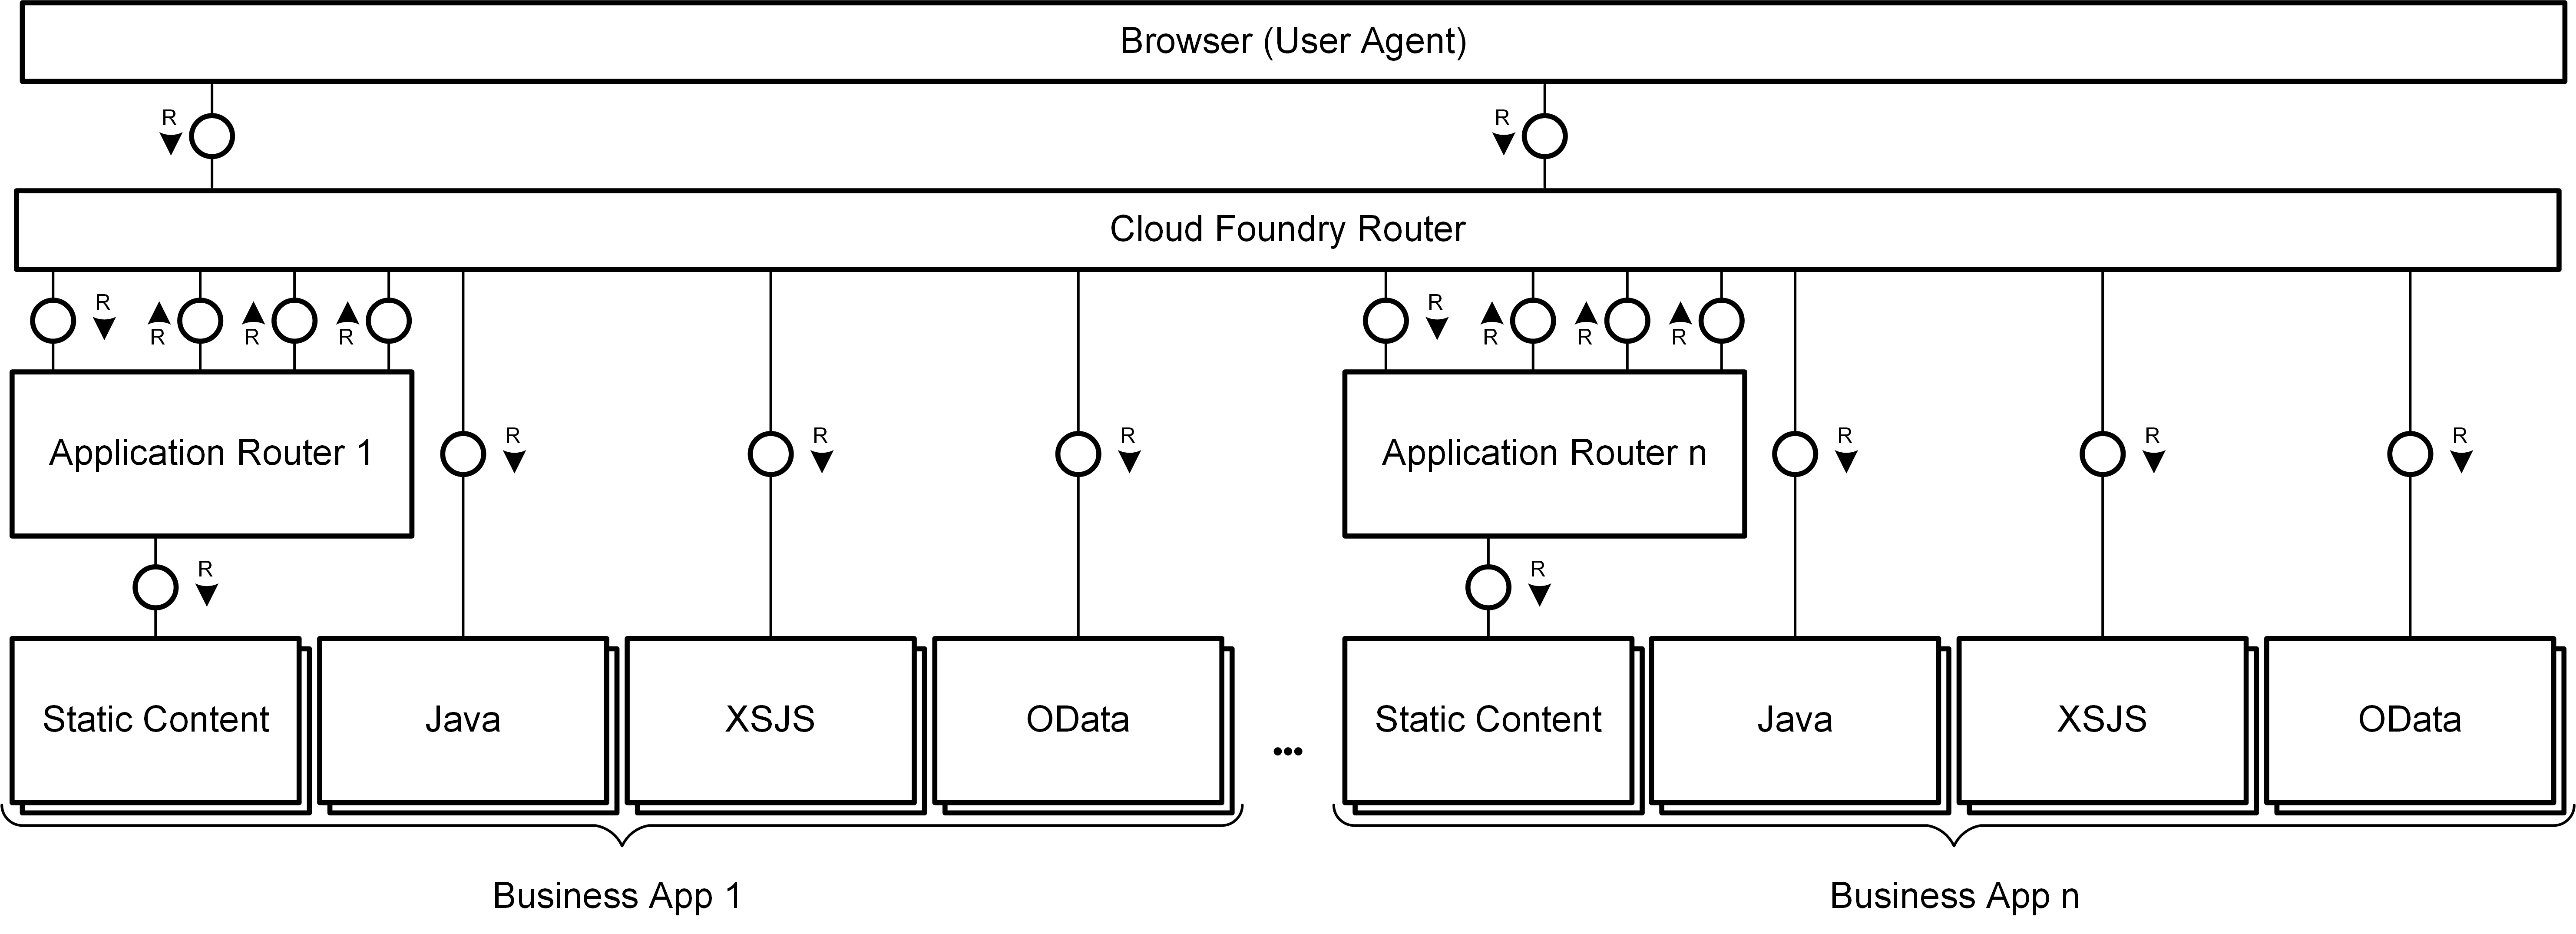 Browser (User Agent)
R
R
Cloud Foundry Router
R
R
R
R
R
R
R
R
Application Router 1
R
R
R
Application Router n
R
R
R
R
R
Static Content
Java
XSJS
OData
...
Static Content
Java
XSJS
OData
Business App 1
Business App n